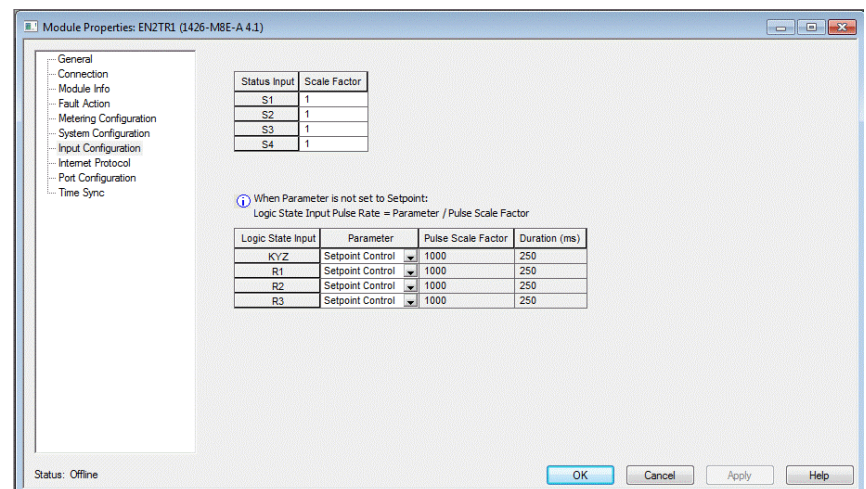 Module Properties: EN2TR1 (1426-M8E-A 4.1)
General
Connection
Module Info
Fault Action
Metering Configuration
System Configuration
Input Configuration
Internet Protocol
Port Configuration
Time Sync
Status Input Scale Factor
S1 1
S2 1
S3 1
S4 1
When Parameter is not set to Setpoint:
Logic State Input Pulse Rate = Parameter / Pulse Scale Factor
Logic State Input Parameter Pulse Scale Factor Duration (ms)
KYZ Setpoint Control 1000 250
R1 Setpoint Control 1000 250
R2 Setpoint Control 1000 250
R3 Setpoint Control 1000 250
Status: Offline
OK Cancel Apply Help